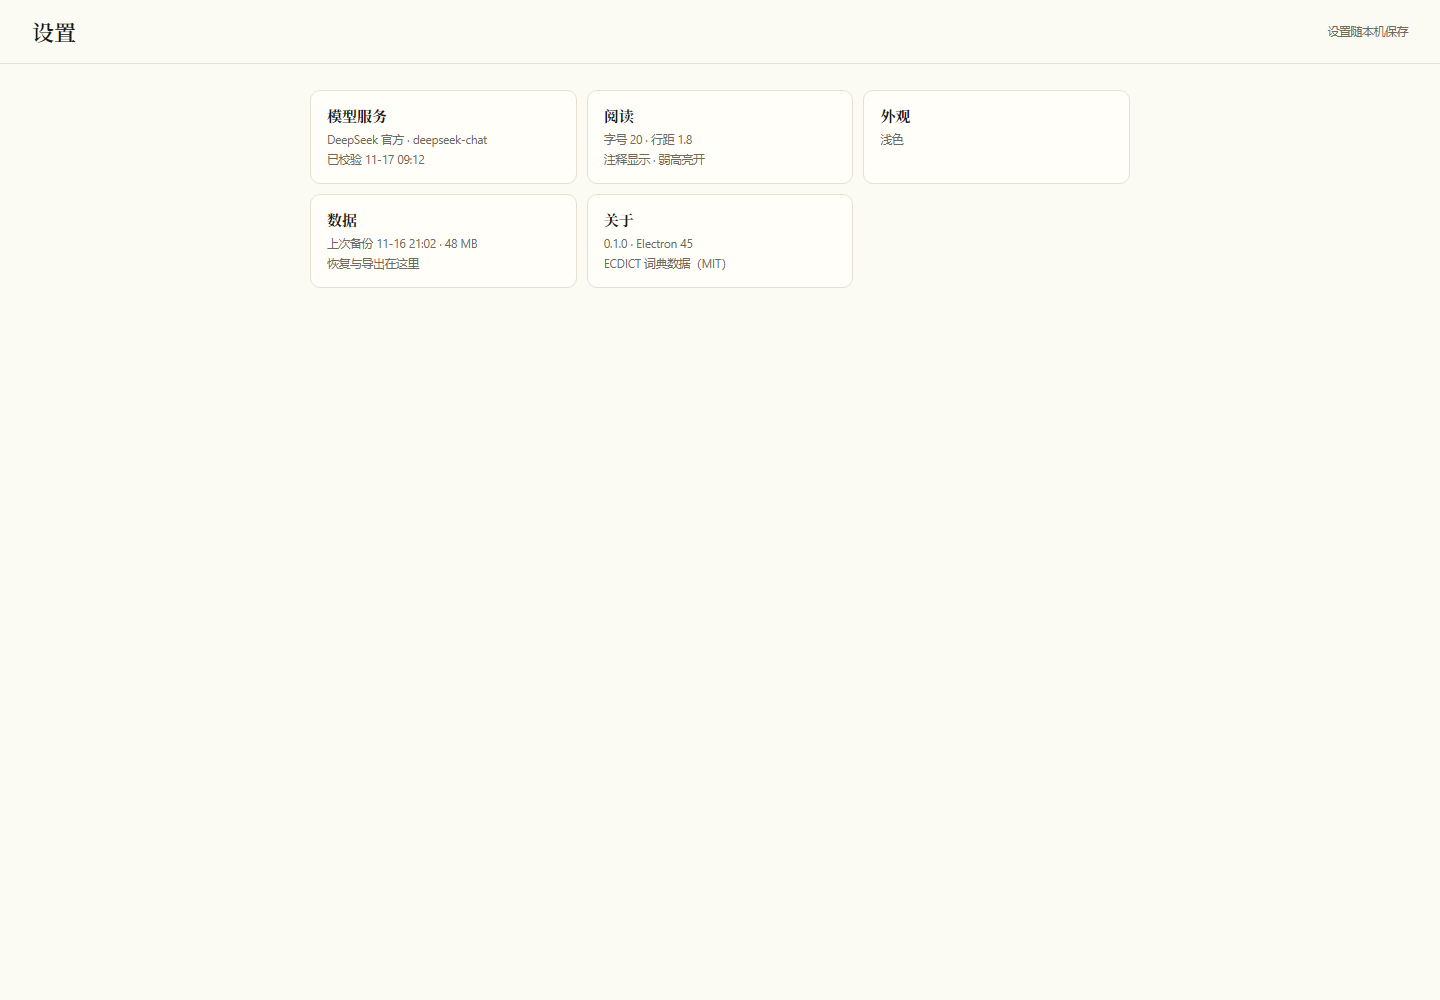 设置
设置随本机保存
模型服务
DeepSeek 官方 · deepseek-chat
已校验 11-17 09:12
阅读
字号 20 · 行距 1.8
注释显示 · 弱高亮开
外观
浅色
数据
上次备份 11-16 21:02 · 48 MB
恢复与导出在这里
关于
0.1.0 · Electron 45
ECDICT 词典数据（MIT）